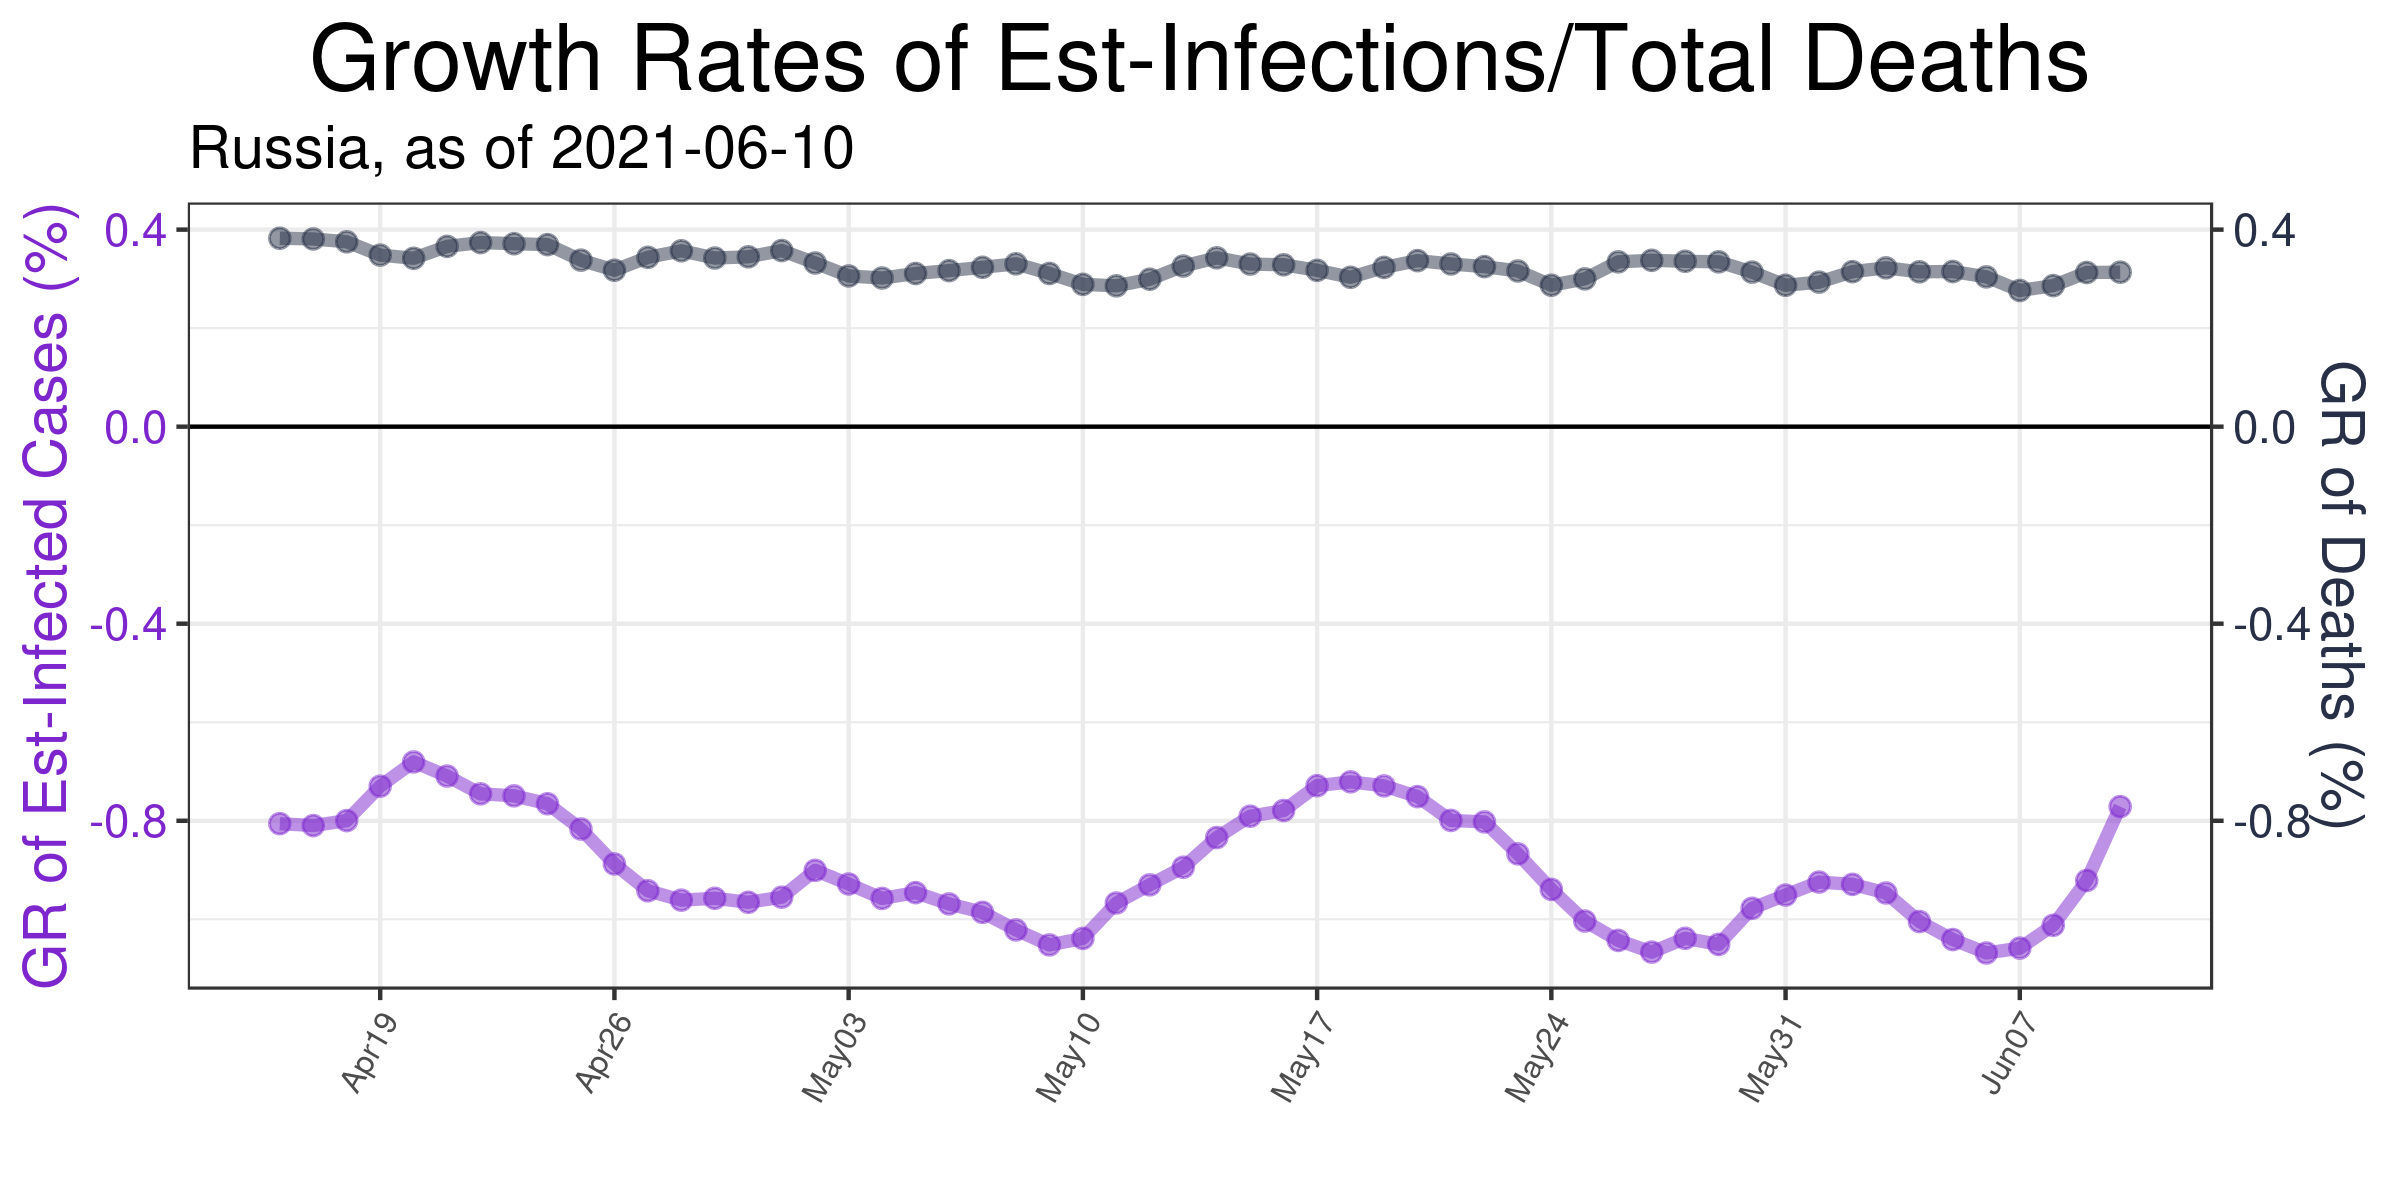 Growth Rates of Est-Infections/Total Deaths
Russia, as of 2021-06-10
GR of Est-Infected Cases (%)
0.4
0.0
-0.4
-0.8
0.4
0.0
-0.4
-0.8
GR of Deaths (%)
Apr19
Apr26
May03
May10
May17
May24
May31
Jun07